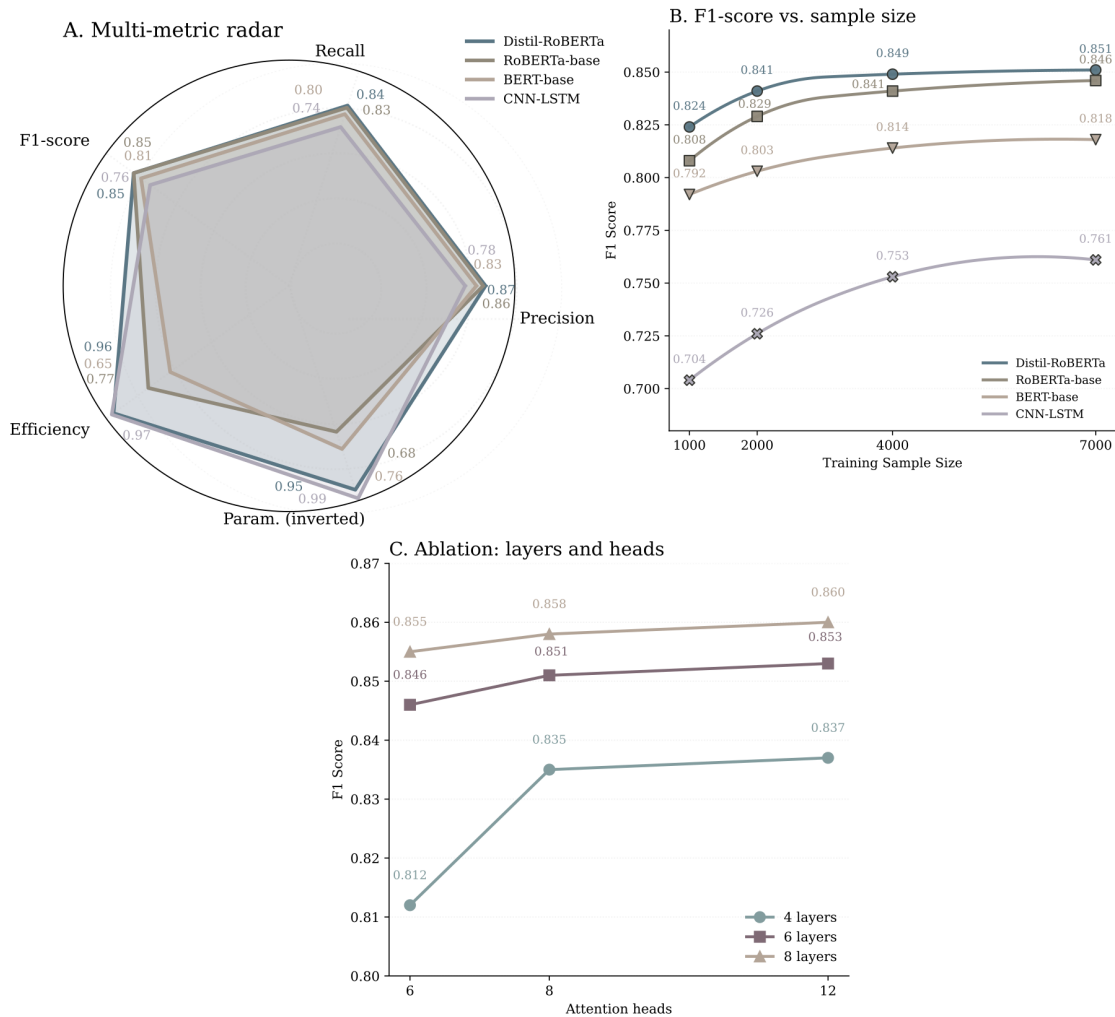 A. Multi-metric radar
Recall
Distil-RoBERTa
RoBERTa-base
BERT-base
CNN-LSTM
0.80
0.84
0.74
0.83
F1-score
0.85
0.81
0.76
0.85
0.78
0.83
0.87
0.86
Precision
0.96
0.65
0.77
Efficiency
0.97
0.68
0.76
0.95
0.99
Param. (inverted)
B. F1-score vs. sample size
F1 Score
0.850
0.825
0.800
0.775
0.750
0.725
0.700
0.824
0.841
0.849
0.851
0.808
0.829
0.841
0.846
0.792
0.803
0.814
0.818
0.704
0.726
0.753
0.761
Distil-RoBERTa
RoBERTa-base
BERT-base
CNN-LSTM
1000
2000
4000
7000
Training Sample Size
C. Ablation: layers and heads
F1 Score
0.87
0.86
0.85
0.84
0.83
0.82
0.81
0.80
0.855
0.858
0.860
0.846
0.851
0.853
0.812
0.835
0.837
4 layers
6 layers
8 layers
6
8
12
Attention heads